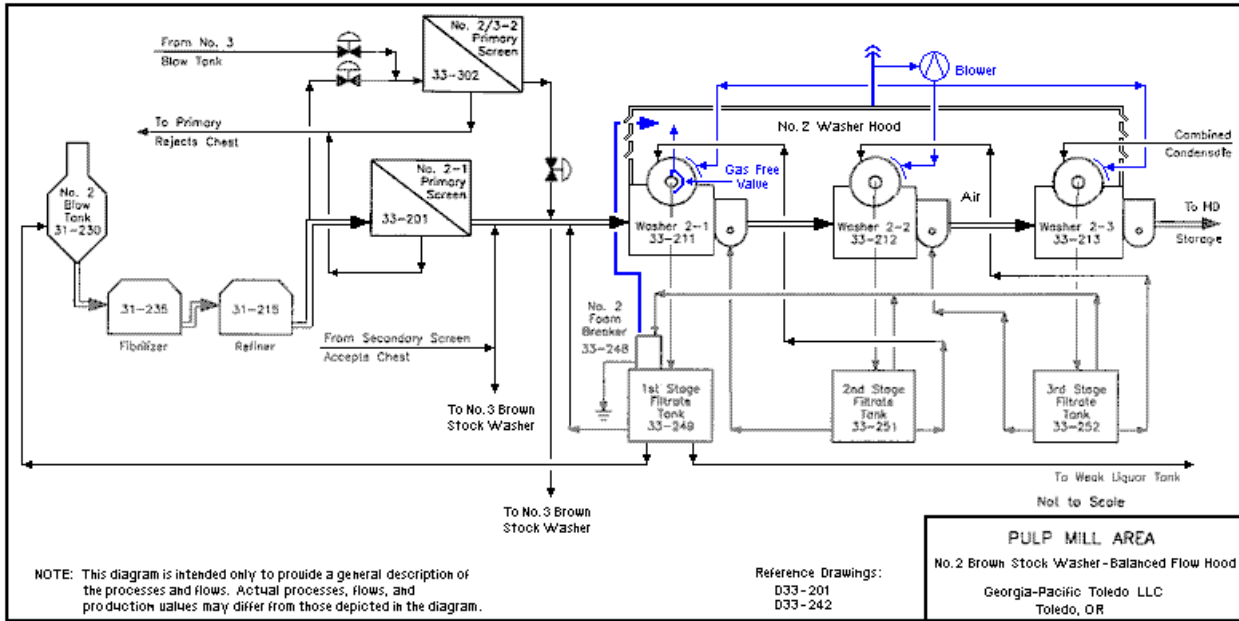 From No. 3
Blow Tank
No. 2/3-2
Primary
Screen
33-302
To Primary
Rejects Chest
No. 2
Blow
Tank
31-230
No. 2-1
Primary
Screen
33-201
31-235
Fibrilizer
31-215
Refiner
From Secondary Screen
Accepts Chest
To No.3 Brown
Stock Washer
To No.3 Brown
Stock Washer
Blower
No.2 Washer Hood
Gas Free
Valve
Combined
Condensate
Air
Washer 2-1
33-211
Washer 2-2
33-212
Washer 2-3
33-213
To HD
Storage
No. 2
Foam
Breaker
33-248
1st Stage
Filtrate
Tank
33-249
2nd Stage
Filtrate
Tank
33-251
3rd Stage
Filtrate
Tank
33-252
To Weak Liquor Tank
Not to Scale
NOTE: This diagram is intended only to provide a general description of
the processes and flows. Actual processes, flows, and
production values may differ from those depicted in the diagram.
Reference Drawings:
D33-201
D33-242
PULP MILL AREA
No.2 Brown Stock Washer-Balanced Flow Hood
Georgia-Pacific Toledo LLC
Toledo, OR